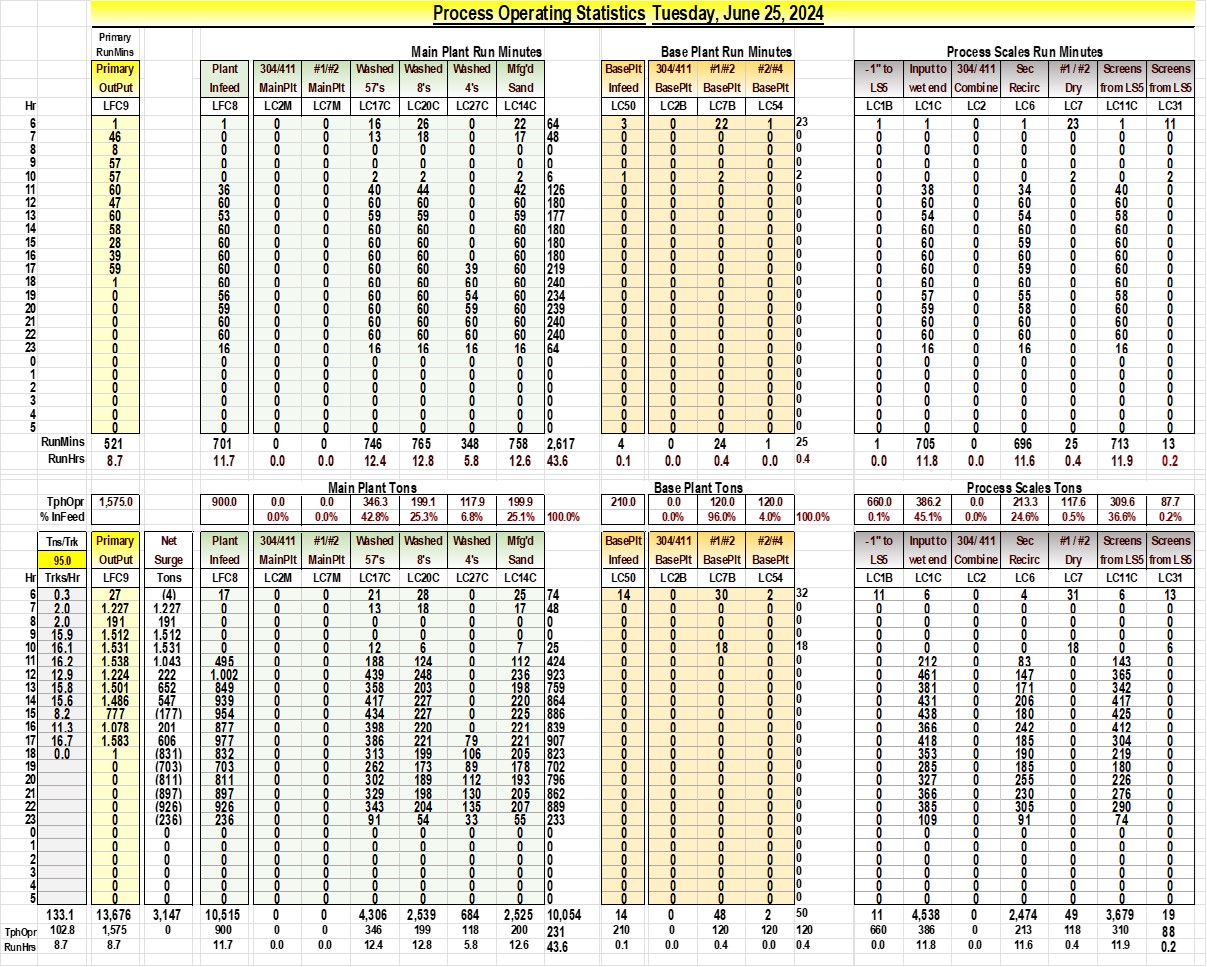 Process Operating Statistics Tuesday, June 25, 2024
Primary
RunMins Main Plant Run Minutes Base Plant Run Minutes Process Scales Run Minutes
Primary Plant 304/411 #1/#2 Washed Washed Washed Mfg'd BasePlt 304/411 #1/#2 #2/#4 -1" to Input to 304/411 Sec #1/#2 Screens Screens
OutPut Infeed MainPlt MainPlt 57's 8's 4's Sand Infeed BasePlt BasePlt BasePlt LS5 wet end Combine Recirc Dry from LS5 from LS5
Hr LFC9 LFC8 LC2M LC7M LC17C LC20C LC27C LC14C LC50 LC2B LC7B LC54 LC1B LC1C LC2 LC6 LC7 LC11C LC31
6 1 1 0 0 16 26 0 22 64 3 0 22 1 23 1 1 0 1 23 1 11
7 46 0 0 0 13 18 0 17 48 0 0 0 0 0 0 0 0 0 0 0 0
8 8 0 0 0 0 0 0 0 0 0 0 0 0 0 0 0 0 0 0 0 0
9 57 0 0 0 0 0 0 0 0 0 0 0 0 0 0 0 0 0 0 0 0
10 57 0 0 0 2 2 0 2 6 1 0 2 0 2 0 0 0 0 2 0 2
11 60 36 0 0 40 44 0 42 126 0 0 0 0 0 0 38 0 34 0 40 0
12 47 60 0 0 60 60 0 60 180 0 0 0 0 0 0 60 0 60 0 60 0
13 60 53 0 0 59 59 0 59 177 0 0 0 0 0 0 54 0 54 0 58 0
14 58 60 0 0 60 60 0 60 180 0 0 0 0 0 0 60 0 60 0 60 0
15 28 60 0 0 60 60 0 60 180 0 0 0 0 0 0 60 0 59 0 60 0
16 39 60 0 0 60 60 0 60 180 0 0 0 0 0 0 60 0 60 0 60 0
17 59 60 0 0 60 60 39 60 219 0 0 0 0 0 0 60 0 59 0 60 0
18 1 60 0 0 60 60 60 60 240 0 0 0 0 0 0 60 0 60 0 60 0
19 0 56 0 0 60 60 54 60 234 0 0 0 0 0 0 57 0 55 0 58 0
20 0 59 0 0 60 60 59 60 239 0 0 0 0 0 0 59 0 58 0 60 0
21 0 60 0 0 60 60 60 60 240 0 0 0 0 0 0 60 0 60 0 60 0
22 0 60 0 0 60 60 60 60 240 0 0 0 0 0 0 60 0 60 0 60 0
23 0 16 0 0 16 16 16 16 64 0 0 0 0 0 0 16 0 16 0 16 0
0 0 0 0 0 0 0 0 0 0 0 0 0 0 0 0 0 0 0 0 0 0
1 0 0 0 0 0 0 0 0 0 0 0 0 0 0 0 0 0 0 0 0 0
2 0 0 0 0 0 0 0 0 0 0 0 0 0 0 0 0 0 0 0 0 0
3 0 0 0 0 0 0 0 0 0 0 0 0 0 0 0 0 0 0 0 0 0
4 0 0 0 0 0 0 0 0 0 0 0 0 0 0 0 0 0 0 0 0 0
5 0 0 0 0 0 0 0 0 0 0 0 0 0 0 0 0 0 0 0 0 0
RunMins 521 701 0 0 746 765 348 758 2,617 4 0 24 1 25 1 705 0 696 25 713 13
RunHrs 8.7 11.7 0.0 0.0 12.4 12.8 5.8 12.6 43.6 0.1 0.0 0.4 0.0 0.4 0.0 11.8 0.0 11.6 0.4 11.9 0.2
Main Plant Tons Base Plant Tons Process Scales Tons
TphOpr 1,575.0 900.0 0.0 0.0 346.3 199.1 117.9 199.9 210.0 0.0 120.0 120.0 660.0 386.2 0.0 213.3 117.6 309.6 87.7
% InFeed 0.0% 0.0% 42.8% 25.3% 6.8% 25.1% 100.0% 0.0% 96.0% 4.0% 100.0% 0.1% 45.1% 0.0% 24.6% 0.5% 36.6% 0.2%
Tns/Trk Primary Net Plant 304/411 #1/#2 Washed Washed Washed Mfg'd BasePlt 304/411 #1/#2 #2/#4 -1" to Input to 304/411 Sec #1/#2 Screens Screens
95.0 OutPut Surge Infeed MainPlt MainPlt 57's 8's 4's Sand Infeed BasePlt BasePlt BasePlt LS5 wet end Combine Recirc Dry from LS5 from LS5
Hr Trks/Hr LFC9 Tons LFC8 LC2M LC7M LC17C LC20C LC27C LC14C LC50 LC2B LC7B LC54 LC1B LC1C LC2 LC6 LC7 LC11C LC31
6 0.3 27 (4) 17 0 0 21 28 0 25 74 14 0 30 2 32 11 6 0 4 31 6 13
7 2.0 1.227 1.227 0 0 0 13 18 0 17 48 0 0 0 0 0 0 0 0 0 0 0 0
8 2.0 191 191 0 0 0 0 0 0 0 0 0 0 0 0 0 0 0 0 0 0 0 0
9 15.9 1.512 1.512 0 0 0 0 0 0 0 0 0 0 0 0 0 0 0 0 0 0 0 0
10 16.1 1.531 1.531 0 0 0 12 6 0 7 25 0 0 18 0 18 0 0 0 0 18 0 6
11 16.2 1.538 1.043 495 0 0 188 124 0 112 424 0 0 0 0 0 0 212 0 83 0 143 0
12 12.9 1.224 222 1.002 0 0 439 248 0 236 923 0 0 0 0 0 0 461 0 147 0 365 0
13 15.8 1.501 652 849 0 0 358 203 0 198 759 0 0 0 0 0 0 381 0 171 0 342 0
14 15.6 1.486 547 939 0 0 417 227 0 220 864 0 0 0 0 0 0 431 0 206 0 417 0
15 8.2 777 (177) 954 0 0 434 227 0 225 886 0 0 0 0 0 0 438 0 180 0 425 0
16 11.3 1.078 201 877 0 0 398 220 0 221 839 0 0 0 0 0 0 366 0 242 0 412 0
17 16.7 1.583 606 977 0 0 386 221 79 221 907 0 0 0 0 0 0 418 0 185 0 304 0
18 0.0 1 (831) 832 0 0 313 199 106 205 823 0 0 0 0 0 0 353 0 190 0 219 0
19 0 (703) 703 0 0 262 173 89 178 702 0 0 0 0 0 0 285 0 185 0 180 0
20 0 (811) 811 0 0 302 189 112 193 796 0 0 0 0 0 0 327 0 255 0 226 0
21 0 (897) 897 0 0 329 198 130 205 862 0 0 0 0 0 0 366 0 230 0 276 0
22 0 (926) 926 0 0 343 204 135 207 889 0 0 0 0 0 0 385 0 305 0 290 0
23 0 (236) 236 0 0 91 54 33 55 233 0 0 0 0 0 0 109 0 91 0 74 0
0 0 0 0 0 0 0 0 0 0 0 0 0 0 0 0 0 0 0 0 0 0 0
1 0 0 0 0 0 0 0 0 0 0 0 0 0 0 0 0 0 0 0 0 0 0
2 0 0 0 0 0 0 0 0 0 0 0 0 0 0 0 0 0 0 0 0 0 0
3 0 0 0 0 0 0 0 0 0 0 0 0 0 0 0 0 0 0 0 0 0 0
4 0 0 0 0 0 0 0 0 0 0 0 0 0 0 0 0 0 0 0 0 0 0
5 0 0 0 0 0 0 0 0 0 0 0 0 0 0 0 0 0 0 0 0 0 0
133.1 13,676 3,147 10,515 0 0 4,306 2,539 684 2,525 10,054 14 0 48 2 50 11 4,538 0 2,474 49 3,679 19
TphOpr 102.8 1,575 0 900 0 0 346 199 118 200 231 210 0 120 120 120 660 386 0 213 118 310 88
RunHrs 8.7 8.7 11.7 0.0 0.0 12.4 12.8 5.8 12.6 43.6 0.1 0.0 0.4 0.0 0.4 0.0 11.8 0.0 11.6 0.4 11.9 0.2